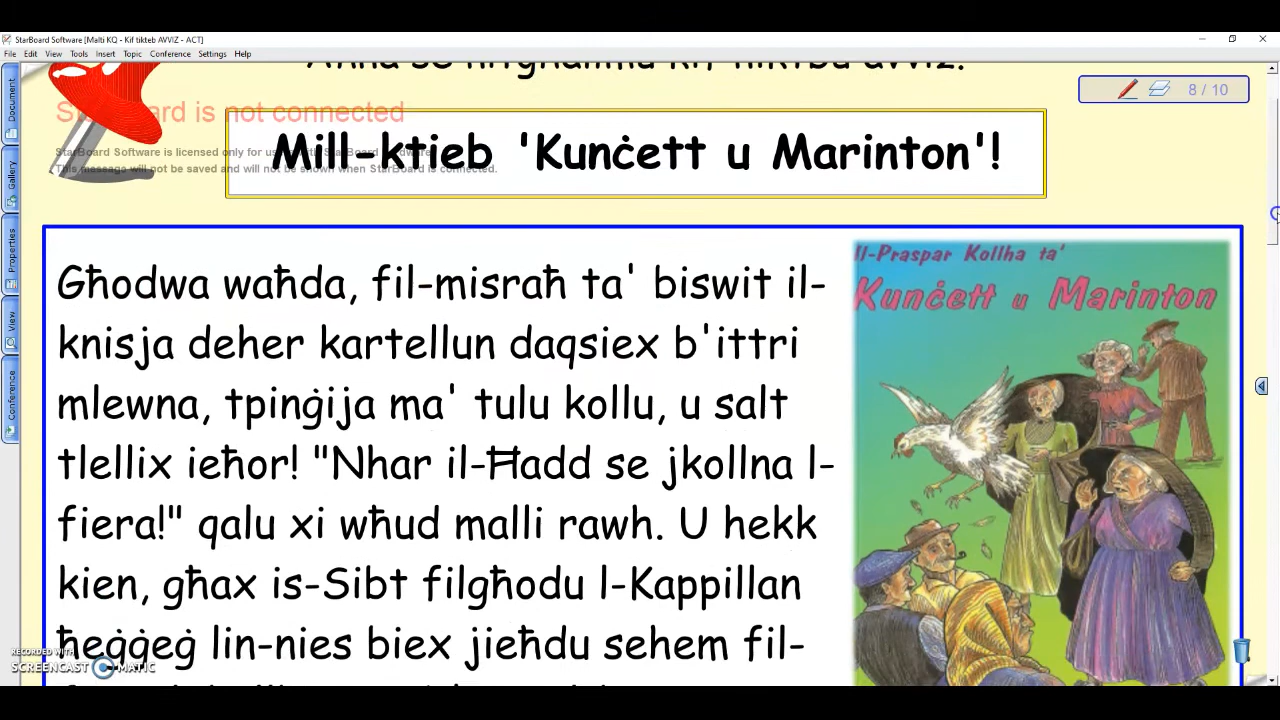 StarBoard Software [Malti KQ - Kif tikteb AVVIŻ - ACT]
File Edit View Tools Insert Topic Conference Settings Help
Document
Gallery
Properties
View
Conference
8 / 10
StarBoard is not connected
StarBoard Software is licensed only for use with StarBoard hardware.
This message will not be saved and will not be shown when StarBoard is connected.
Mill-ktieb 'Kunċett u Marinton'!
Għodwa waħda, fil-misraħ ta' biswit il-
knisja deher kartellun daqsiex b'ittri
mlewna, tpinġija ma' tulu kollu, u salt
tlellix ieħor! "Nhar il-Ħadd se jkollna l-
fiera!" qalu xi wħud malli rawh. U hekk
kien, għax is-Sibt filgħodu l-Kappillan
ħeġġeġ lin-nies biex jieħdu sehem fil-
Il-Praspar Kollha ta'
Kunċett u Marinton
RECORDED WITH
SCREENCAST MATIC